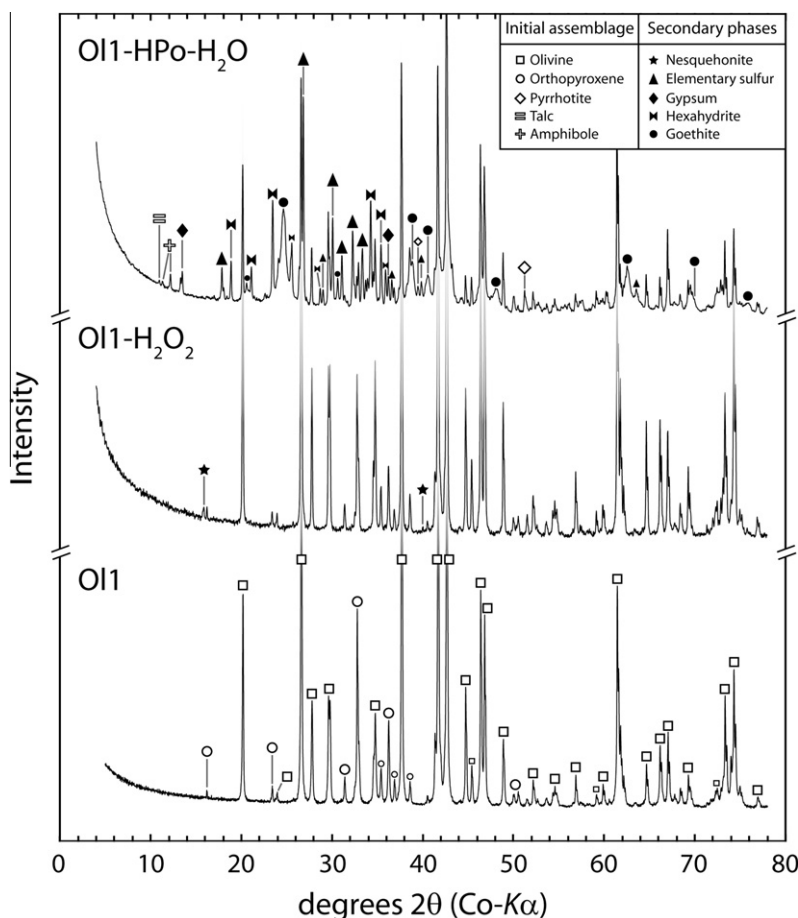 Ol1-HPo-H₂O
Initial assemblage
Olivine
Orthopyroxene
Pyrrhotite
Talc
Amphibole
Secondary phases
Nesquehonite
Elementary sulfur
Gypsum
Hexahydrite
Goethite
Ol1-H₂O₂
Ol1
Intensity
0 10 20 30 40 50 60 70 80
degrees 2θ (Co-Kα)